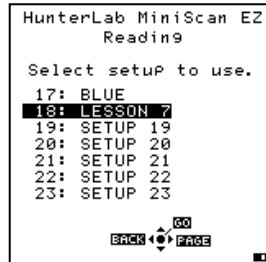 HunterLab MiniScan EZ
Reading
Select setup to use.
17: BLUE
18: LESSON 7
19: SETUP 19
20: SETUP 20
21: SETUP 21
22: SETUP 22
23: SETUP 23
GO
BACK PAGE